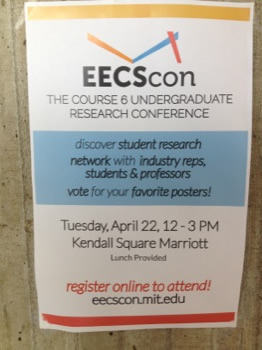 EECScon
THE COURSE 6 UNDERGRADUATE
RESEARCH CONFERENCE
discover student research
network with industry reps,
students & professors
vote for your favorite posters!
Tuesday, April 22, 12 - 3 PM
Kendall Square Marriott
Lunch Provided
register online to attend!
eecscon.mit.edu